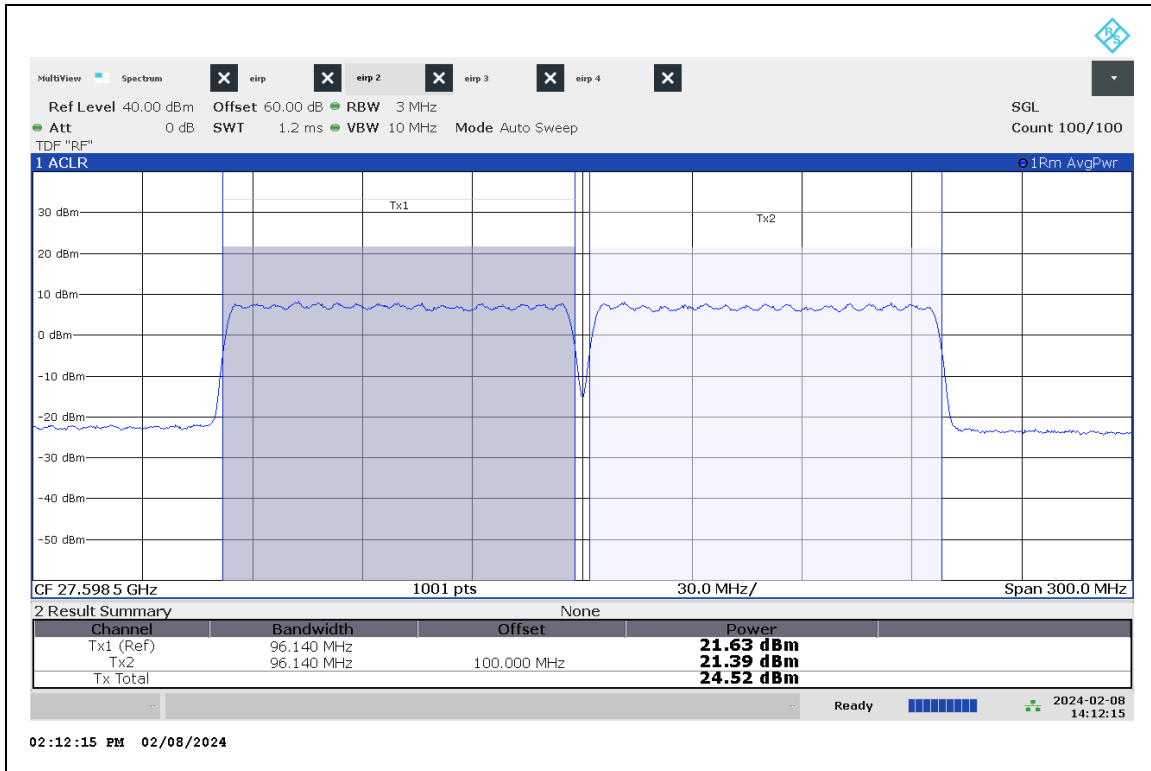 R&S
MultiView Spectrum X eirp X eirp 2 X eirp 3 X eirp 4 X
Ref Level 40.00 dBm Offset 60.00 dB RBW 3 MHz SGL
Att 0 dB SWT 1.2 ms VBW 10 MHz Mode Auto Sweep Count 100/100
TDF "RF"
1 ACLR 1Rm AvgPwr
Tx1
30 dBm
Tx2
20 dBm
10 dBm
0 dBm
-10 dBm
-20 dBm
-30 dBm
-40 dBm
-50 dBm
CF 27.5985 GHz 1001 pts 30.0 MHz/ Span 300.0 MHz
2 Result Summary None
Channel Bandwidth Offset Power
Tx1 (Ref) 96.140 MHz 21.63 dBm
Tx2 96.140 MHz 100.000 MHz 21.39 dBm
Tx Total 24.52 dBm
Ready 2024-02-08
14:12:15
02:12:15 PM 02/08/2024